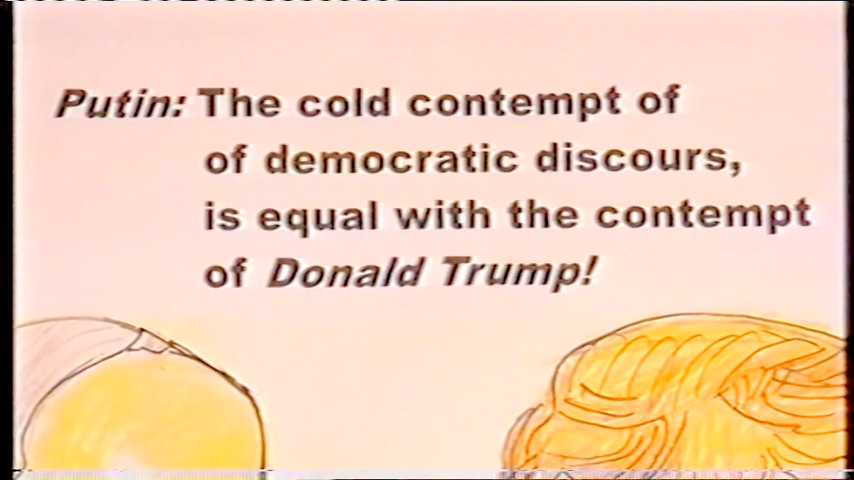 Putin: The cold contempt of
of democratic discours,
is equal with the contempt
of Donald Trump!